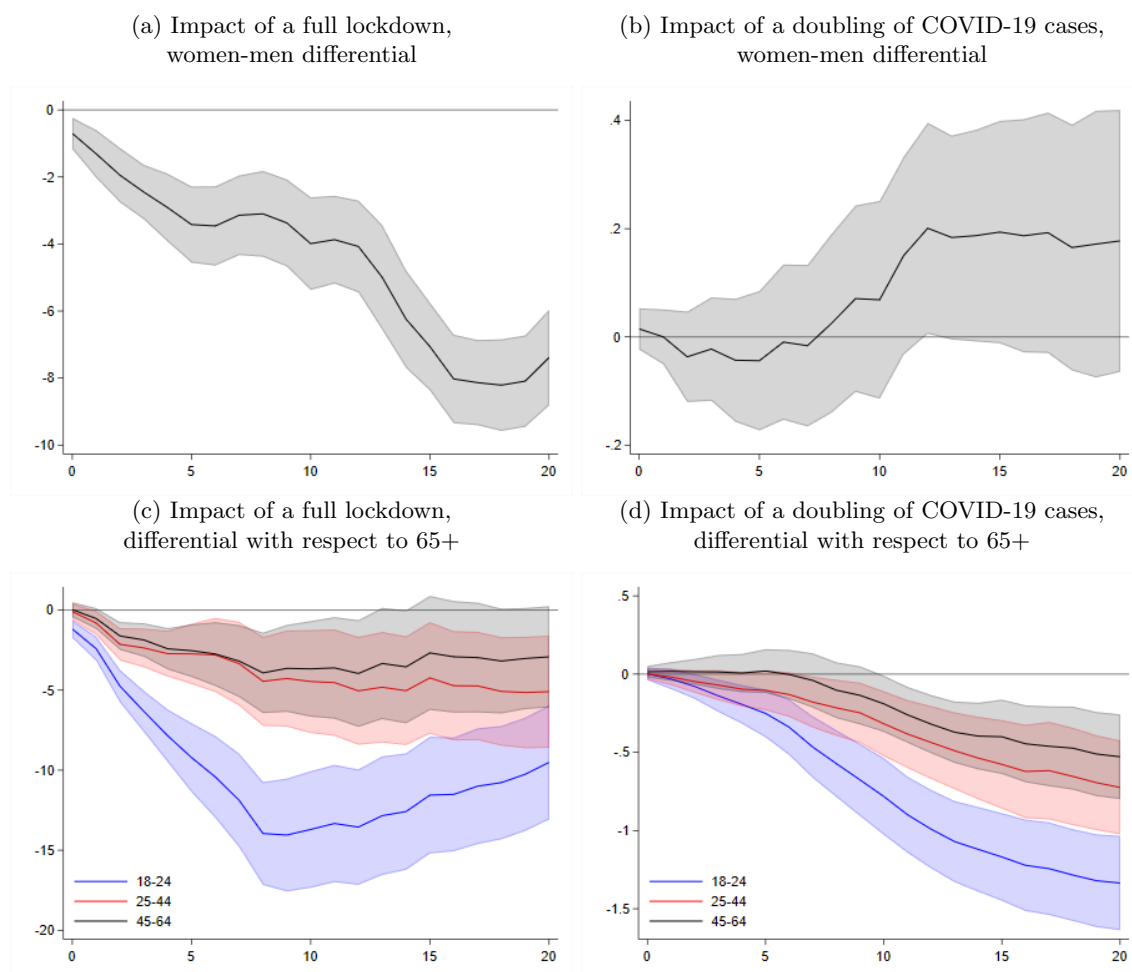 (a) Impact of a full lockdown,
women-men differential
0
-2
-4
-6
-8
-10
0 5 10 15 20
(b) Impact of a doubling of COVID-19 cases,
women-men differential
.4
.2
0
-.2
0 5 10 15 20
(c) Impact of a full lockdown,
differential with respect to 65+
0
-5
-10
-15
-20
18-24
25-44
45-64
0 5 10 15 20
(d) Impact of a doubling of COVID-19 cases,
differential with respect to 65+
.5
0
-.5
-1
-1.5
18-24
25-44
45-64
0 5 10 15 20